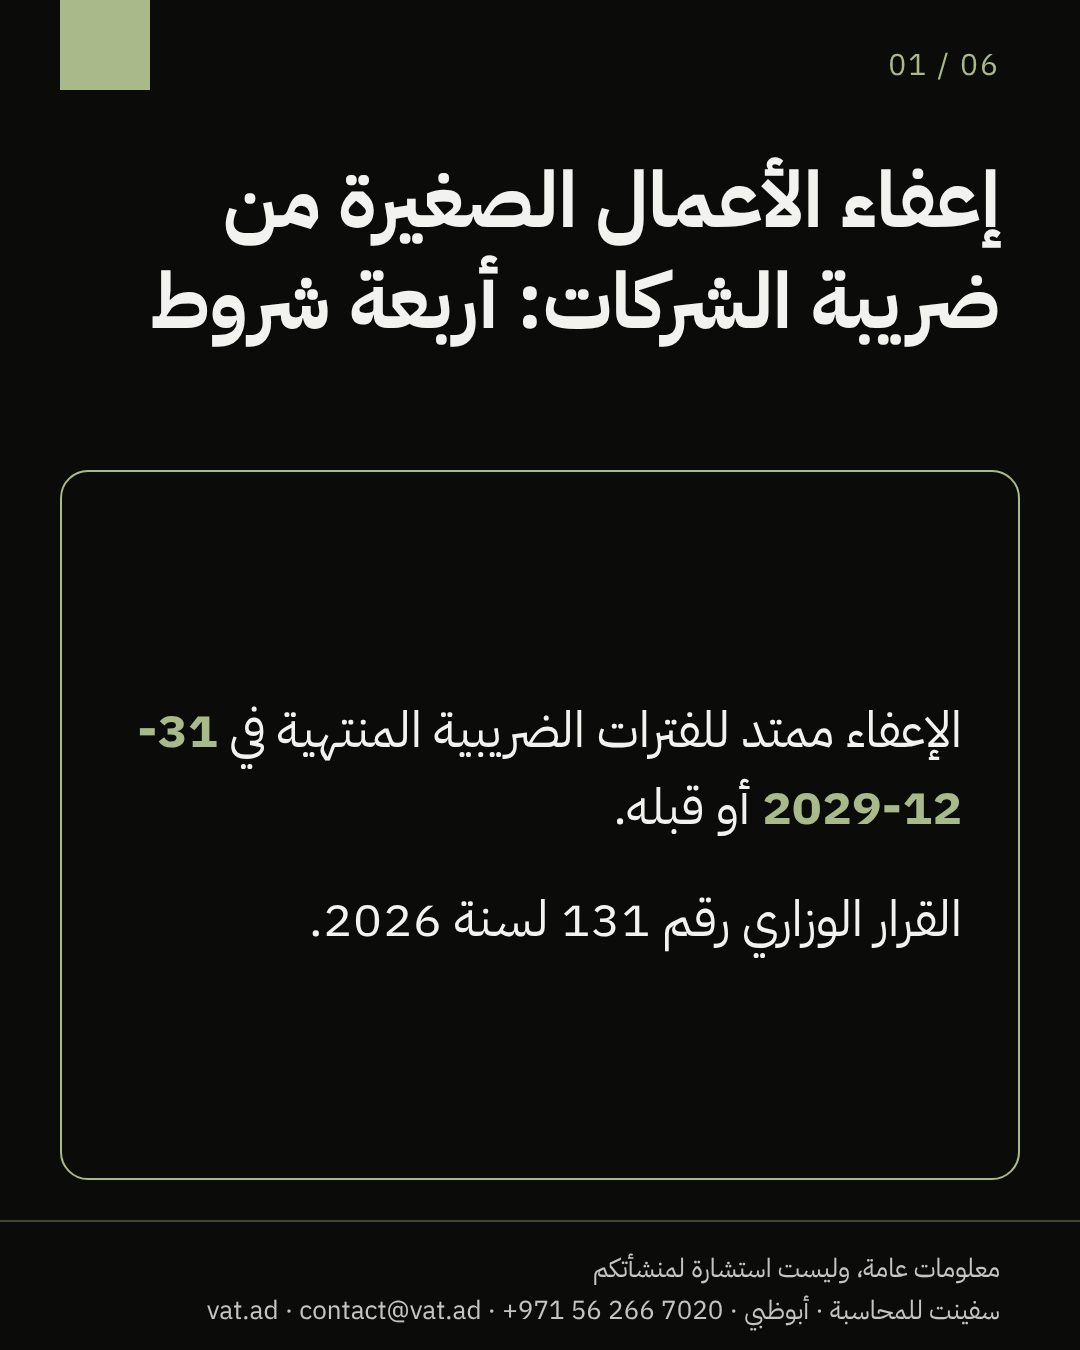 01 / 06
إعفاء الأعمال الصغيرة من
ضريبة الشركات: أربعة شروط
الإعفاء ممتد للفترات الضريبية المنتهية في 31-
12-2029 أو قبله.
القرار الوزاري رقم 131 لسنة 2026.
معلومات عامة، وليست استشارة لمنشأتكم
سفينت للمحاسبة · أبوظبي · vat.ad · contact@vat.ad · +971 56 266 7020